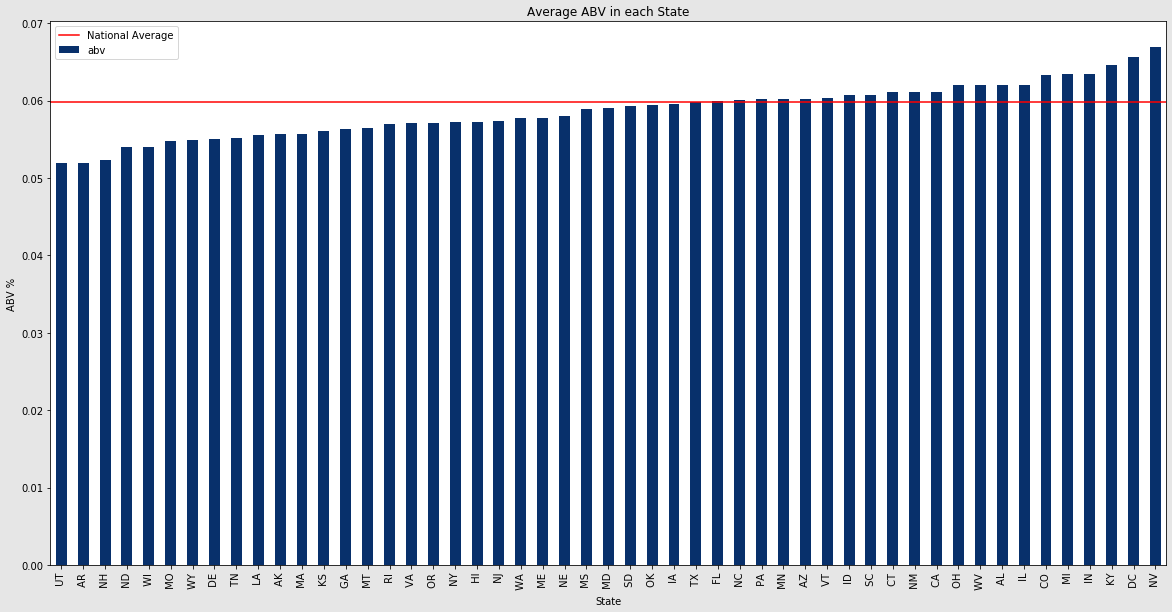 Average ABV in each State
National Average
abv
0.07
0.06
0.05
0.04
0.03
0.02
0.01
0.00
ABV %
UT AR NH ND WI MO WY DE TN LA AK MA KS GA MT RI VA OR NY HI NJ WA ME NE MS MD SD OK IA TX FL NC PA MN AZ VT ID SC CT NM CA OH WV AL IL CO MI IN KY DC NV
State